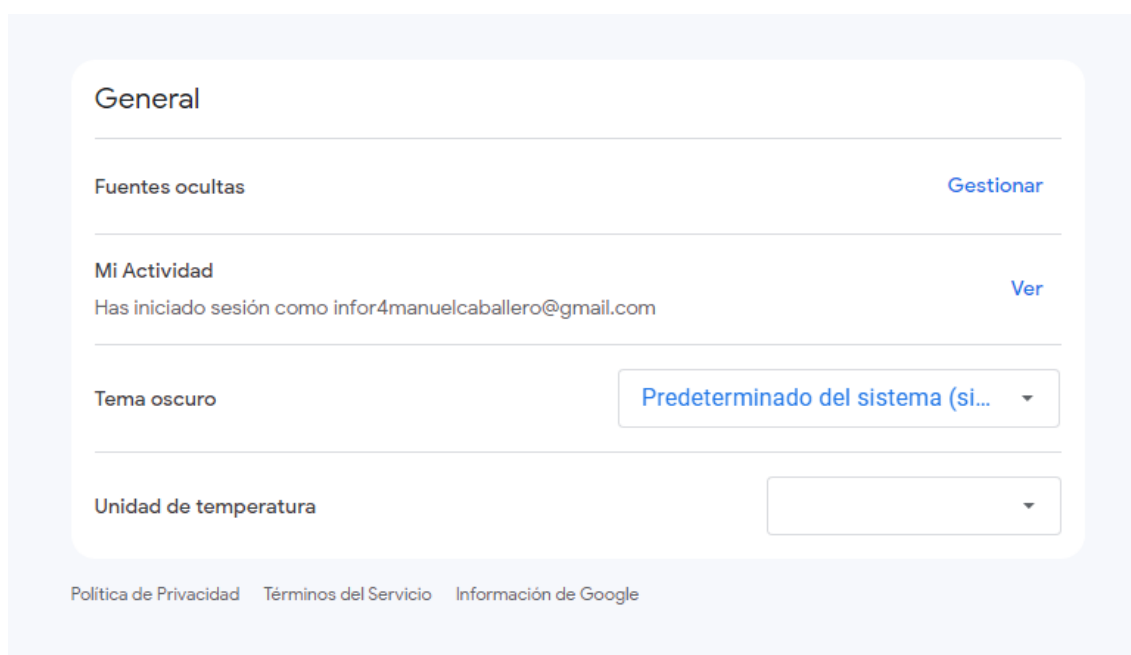 General
Fuentes ocultas
Gestionar
Mi Actividad
Has iniciado sesión como infor4manuelcaballero@gmail.com
Ver
Tema oscuro
Predeterminado del sistema (si...
Unidad de temperatura
Política de Privacidad Términos del Servicio Información de Google